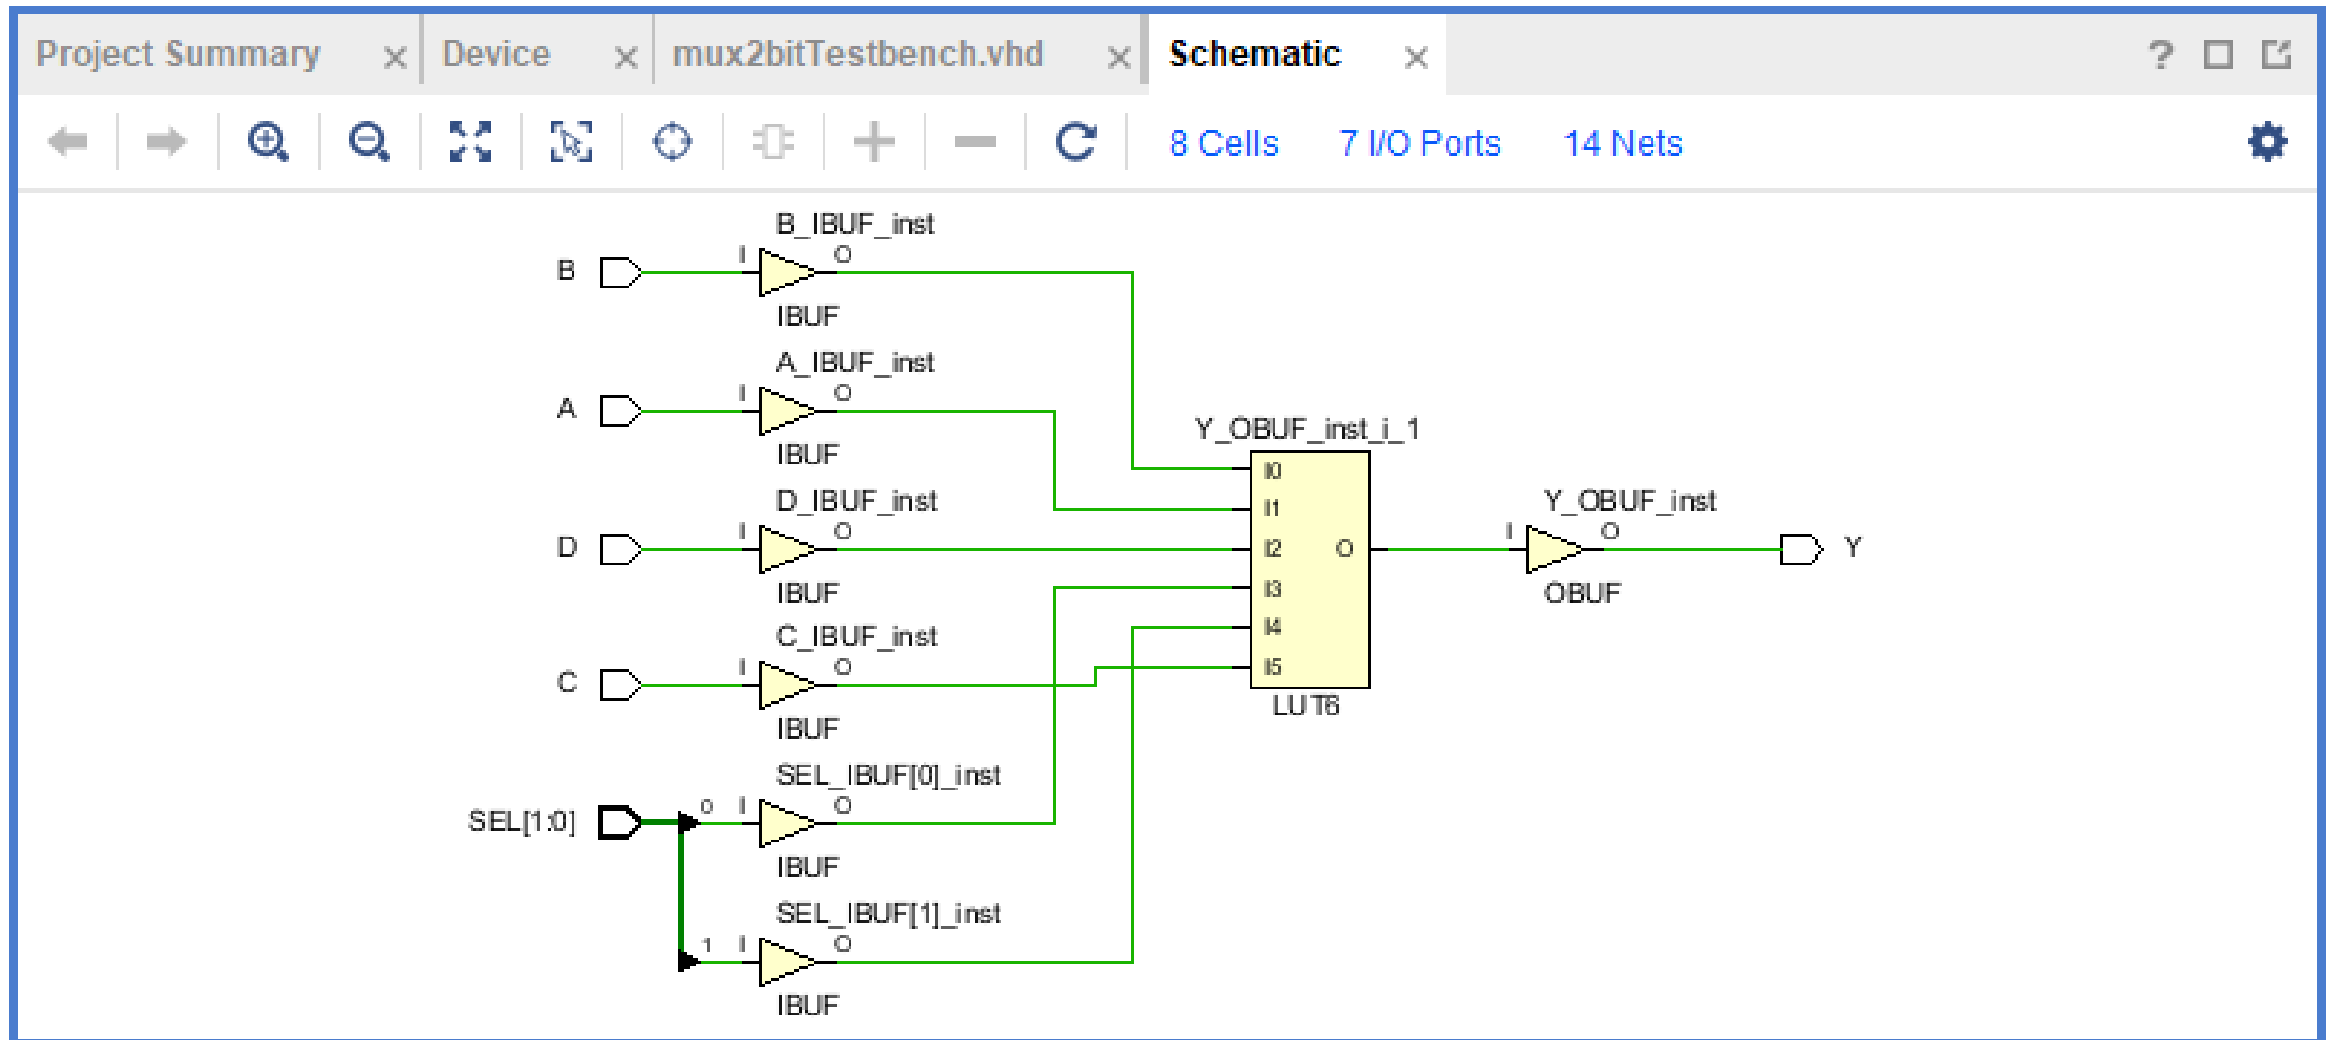 Project Summary × Device × mux2bitTestbench.vhd × Schematic × ?
8 Cells 7 I/O Ports 14 Nets
B_IBUF_inst
B I O
IBUF
A_IBUF_inst
A I O
IBUF
Y_OBUF_inst_i_1
I0
D_IBUF_inst
I1
Y_OBUF_inst
D I O
I2 O
I O
Y
IBUF
I3
OBUF
C_IBUF_inst
I4
C I O
I5
LUT6
IBUF
SEL_IBUF[0]_inst
SEL[1:0] 0 I O
IBUF
SEL_IBUF[1]_inst
1 I O
IBUF